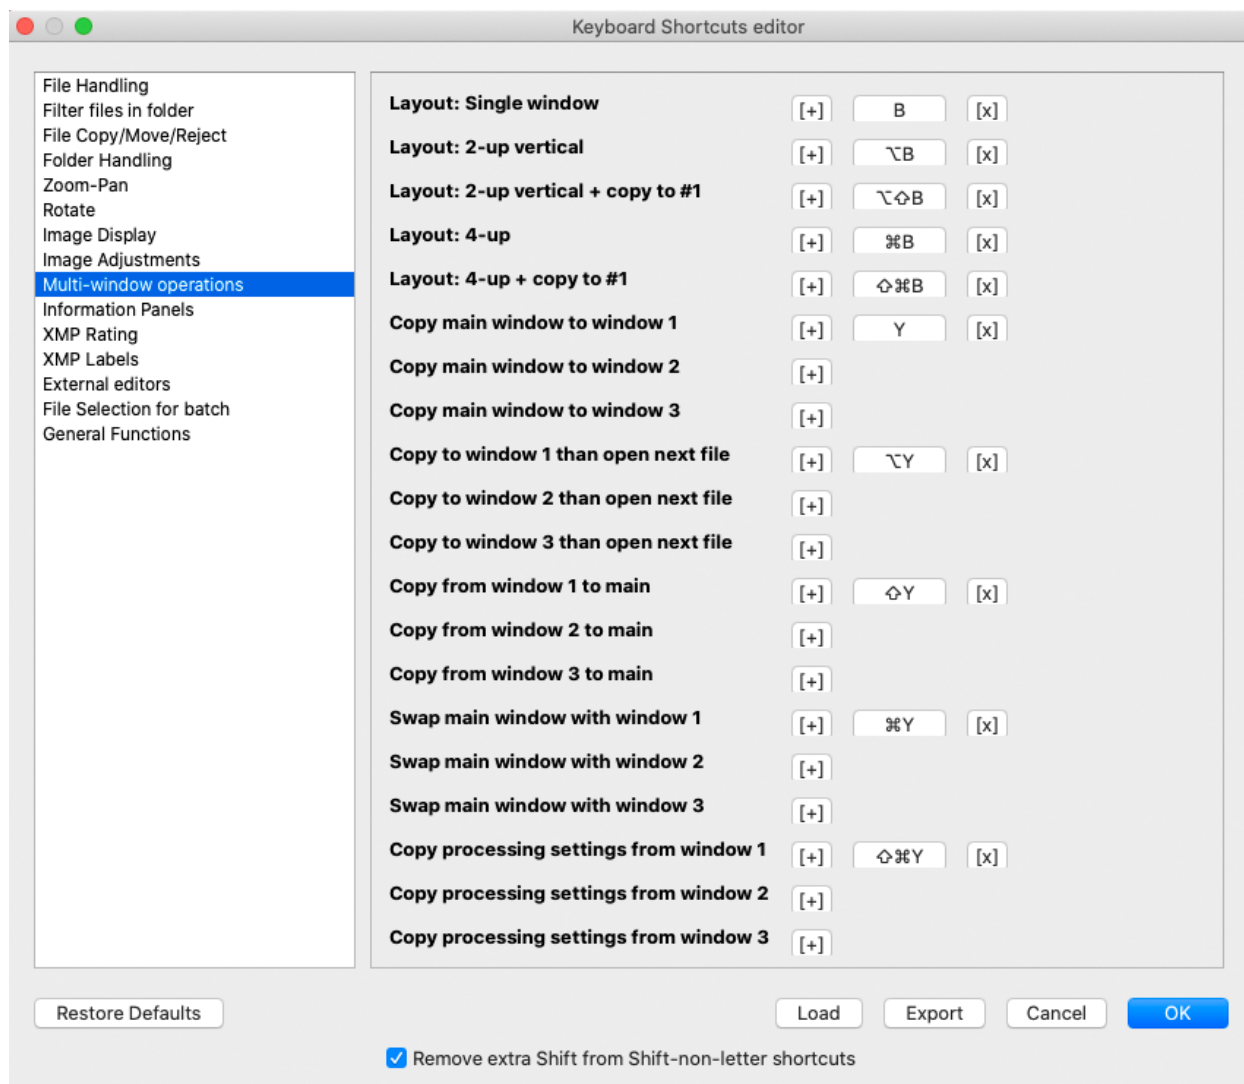 Keyboard Shortcuts editor
File Handling
Filter files in folder
File Copy/Move/Reject
Folder Handling
Zoom-Pan
Rotate
Image Display
Image Adjustments
Multi-window operations
Information Panels
XMP Rating
XMP Labels
External editors
File Selection for batch
General Functions
Layout: Single window [+] B [x]
Layout: 2-up vertical [+] ⌥B [x]
Layout: 2-up vertical + copy to #1 [+] ⌥⇧B [x]
Layout: 4-up [+] ⌘B [x]
Layout: 4-up + copy to #1 [+] ⇧⌘B [x]
Copy main window to window 1 [+] Y [x]
Copy main window to window 2 [+]
Copy main window to window 3 [+]
Copy to window 1 than open next file [+] ⌥Y [x]
Copy to window 2 than open next file [+]
Copy to window 3 than open next file [+]
Copy from window 1 to main [+] ⇧Y [x]
Copy from window 2 to main [+]
Copy from window 3 to main [+]
Swap main window with window 1 [+] ⌘Y [x]
Swap main window with window 2 [+]
Swap main window with window 3 [+]
Copy processing settings from window 1 [+] ⇧⌘Y [x]
Copy processing settings from window 2 [+]
Copy processing settings from window 3 [+]
Restore Defaults Load Export Cancel OK
Remove extra Shift from Shift-non-letter shortcuts